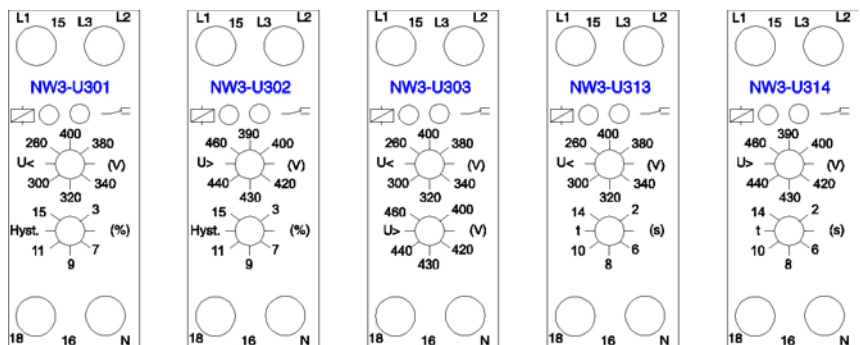 L1 15 L3 L2
NW3-U301
400
260 380
U< (V)
300 340
320
15 3
Hyst. (%)
11 7
9
18 16 N
L1 15 L3 L2
NW3-U302
390
460 400
U> (V)
440 420
430
15 3
Hyst. (%)
11 7
9
18 16 N
L1 15 L3 L2
NW3-U303
400
260 380
U< (V)
300 340
320
460 400
U> (V)
440 420
430
18 16 N
L1 15 L3 L2
NW3-U313
400
260 380
U< (V)
300 340
320
14 2
t (s)
10 6
8
18 16 N
L1 15 L3 L2
NW3-U314
390
460 400
U> (V)
440 420
430
14 2
t (s)
10 6
8
18 16 N